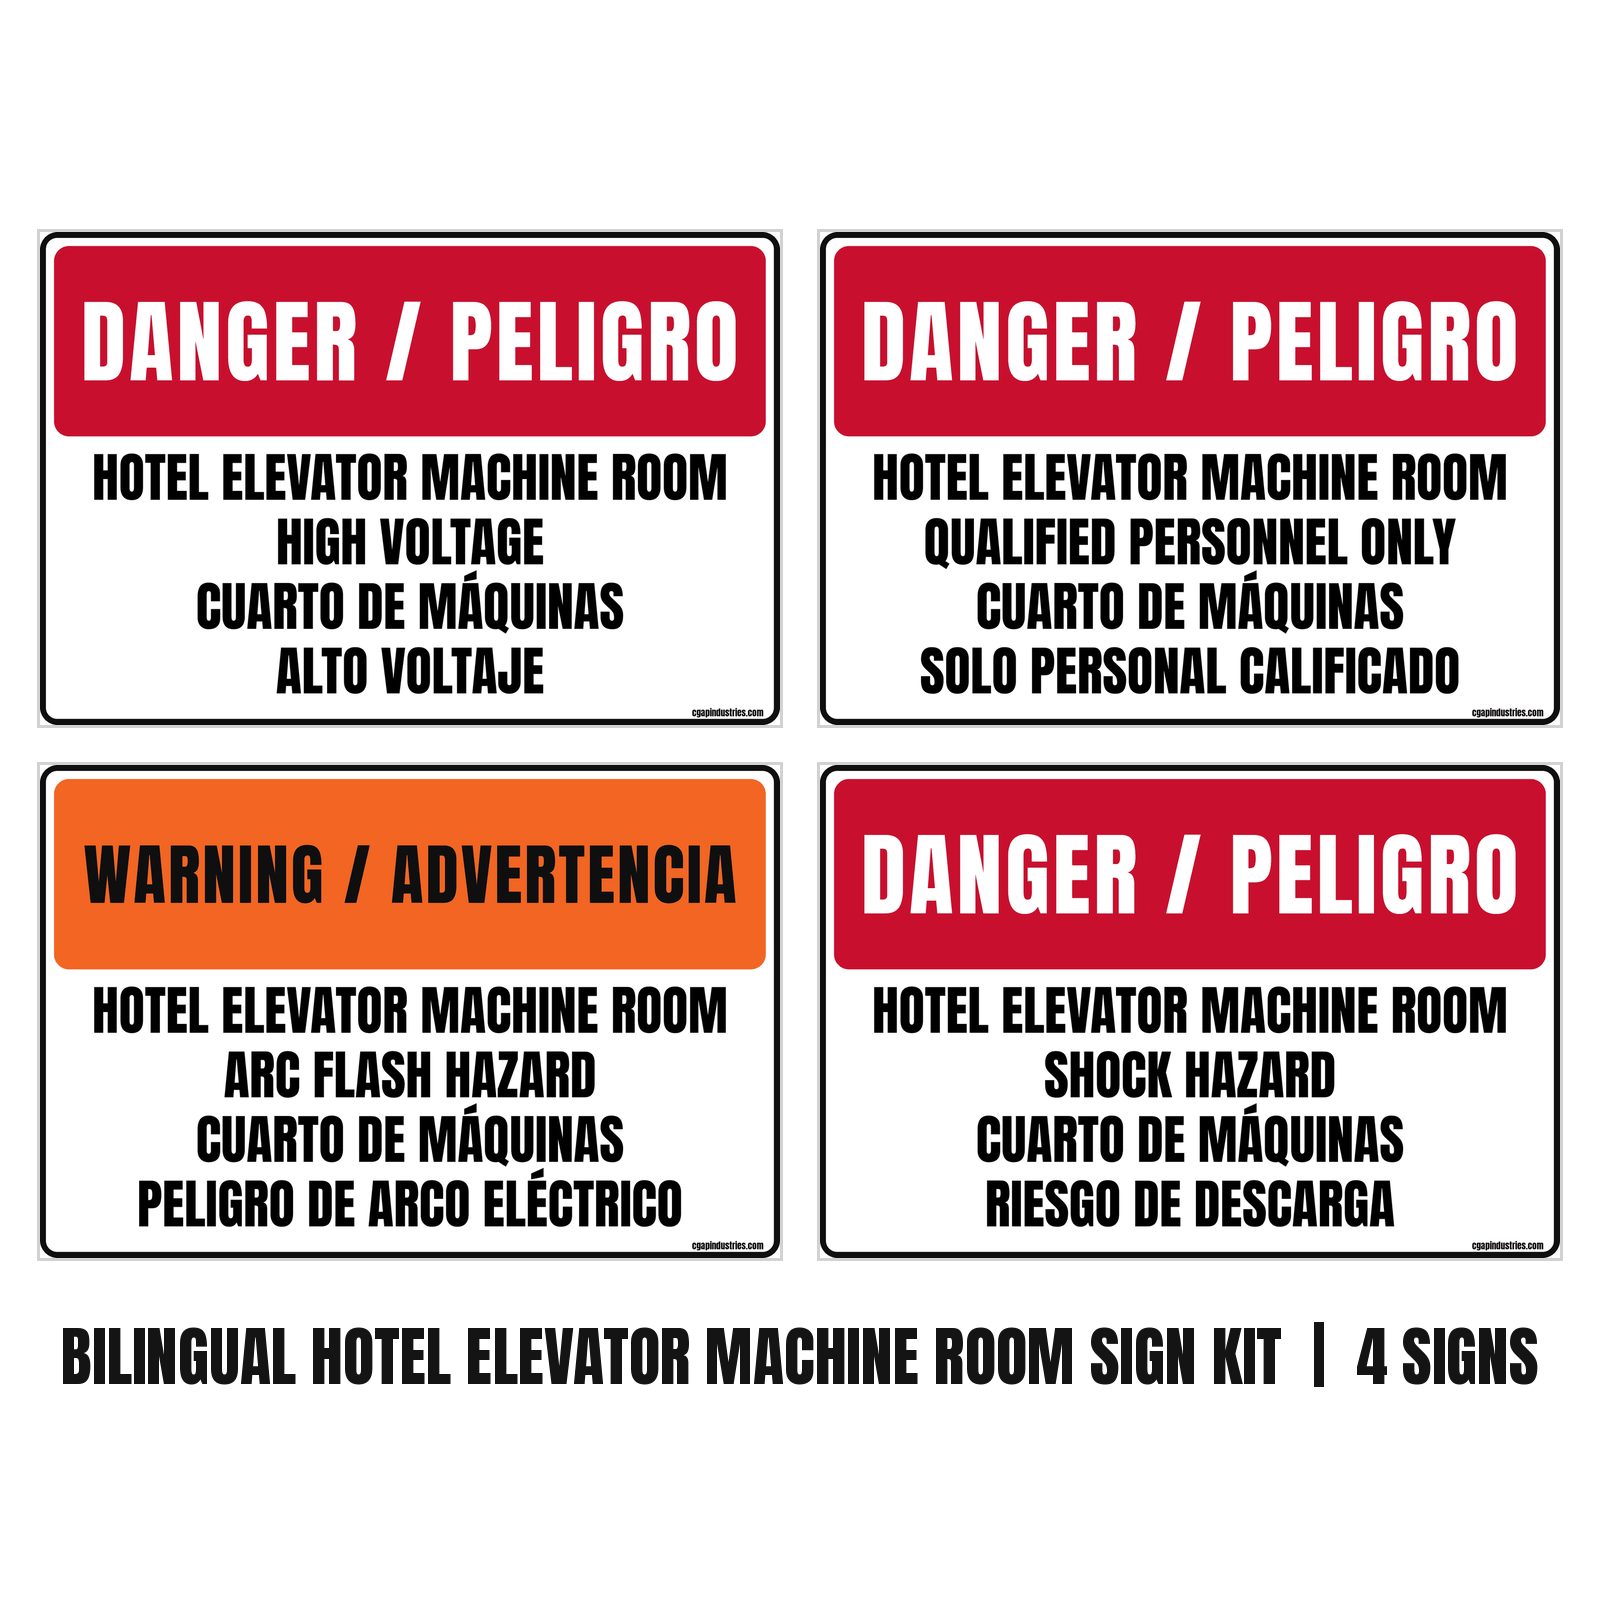 DANGER / PELIGRO
HOTEL ELEVATOR MACHINE ROOM
HIGH VOLTAGE
CUARTO DE MÁQUINAS
ALTO VOLTAJE
cgapindustries.com
DANGER / PELIGRO
HOTEL ELEVATOR MACHINE ROOM
QUALIFIED PERSONNEL ONLY
CUARTO DE MÁQUINAS
SOLO PERSONAL CALIFICADO
cgapindustries.com
WARNING / ADVERTENCIA
HOTEL ELEVATOR MACHINE ROOM
ARC FLASH HAZARD
CUARTO DE MÁQUINAS
PELIGRO DE ARCO ELÉCTRICO
cgapindustries.com
DANGER / PELIGRO
HOTEL ELEVATOR MACHINE ROOM
SHOCK HAZARD
CUARTO DE MÁQUINAS
RIESGO DE DESCARGA
cgapindustries.com
BILINGUAL HOTEL ELEVATOR MACHINE ROOM SIGN KIT | 4 SIGNS